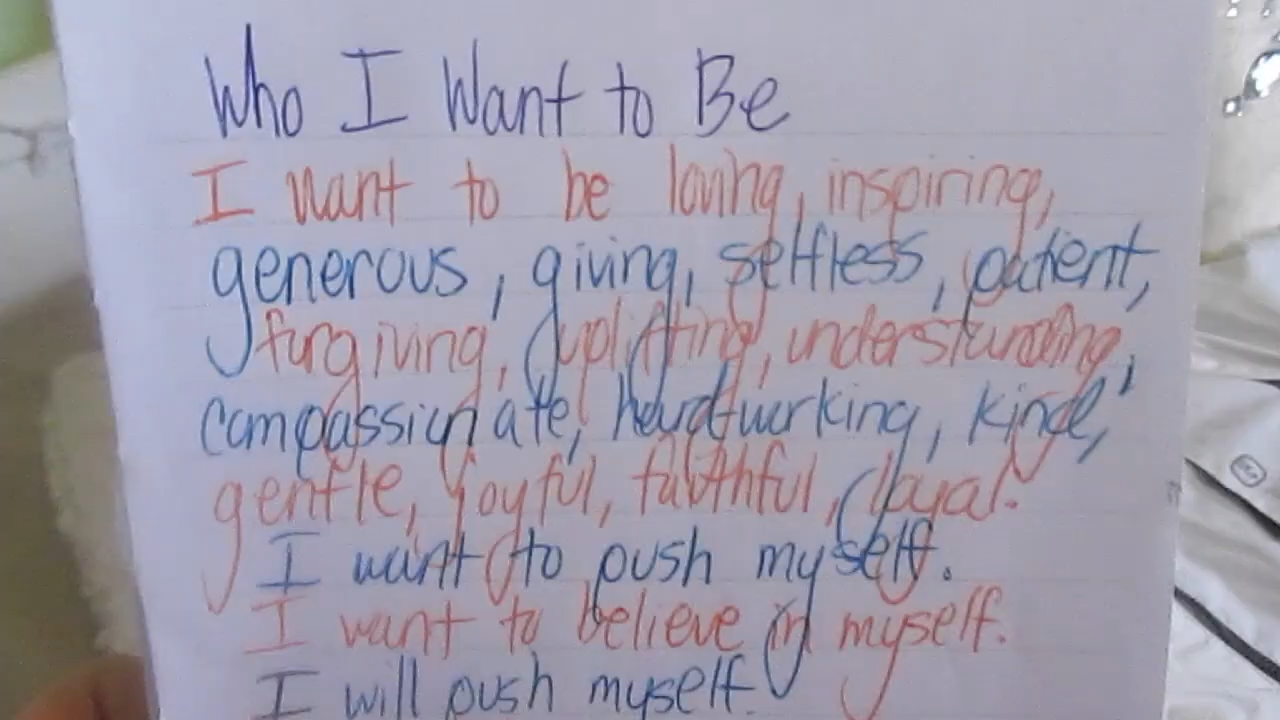 Who I Want to Be
I want to be loving, inspiring,
generous, giving, selfless, patient,
forgiving, uplifting, understanding,
compassionate, hardworking, kind,
gentle, joyful, faithful, loyal.
I want to push myself.
I want to believe in myself.
I will push myself.